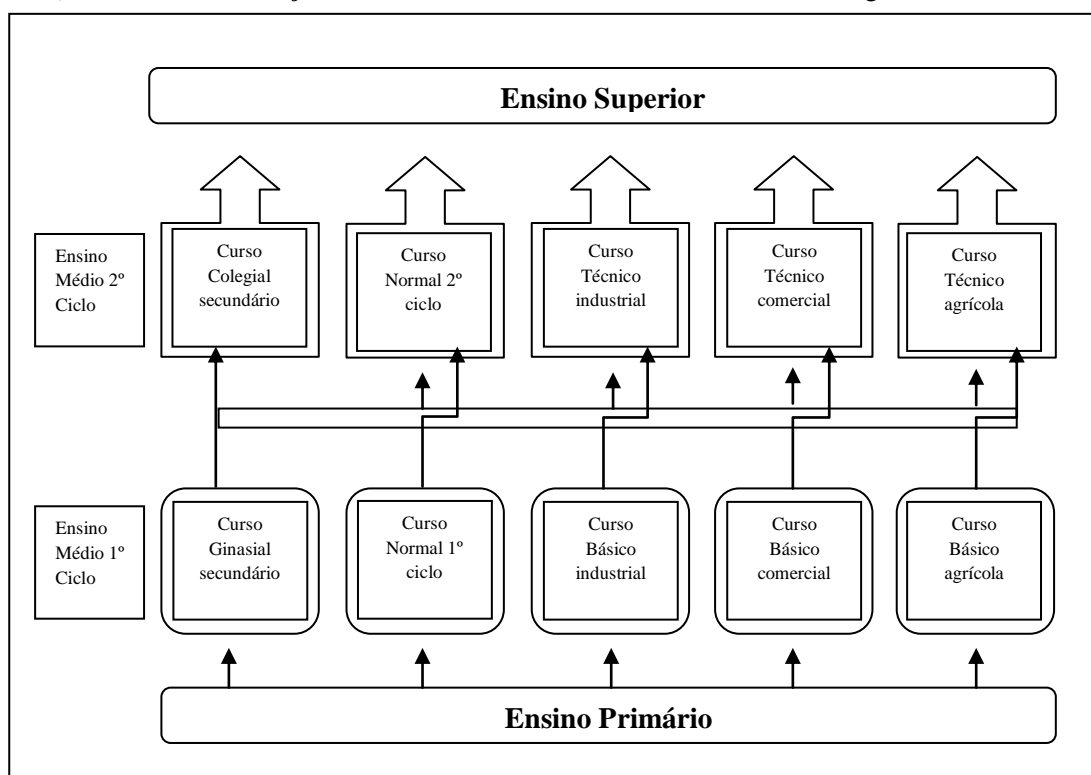 Ensino Superior
Ensino
Médio 2º
Ciclo
Curso
Colegial
secundário
Curso
Normal 2º
ciclo
Curso
Técnico
industrial
Curso
Técnico
comercial
Curso
Técnico
agrícola
Ensino
Médio 1º
Ciclo
Curso
Ginasial
secundário
Curso
Normal 1º
ciclo
Curso
Básico
industrial
Curso
Básico
comercial
Curso
Básico
agrícola
Ensino Primário